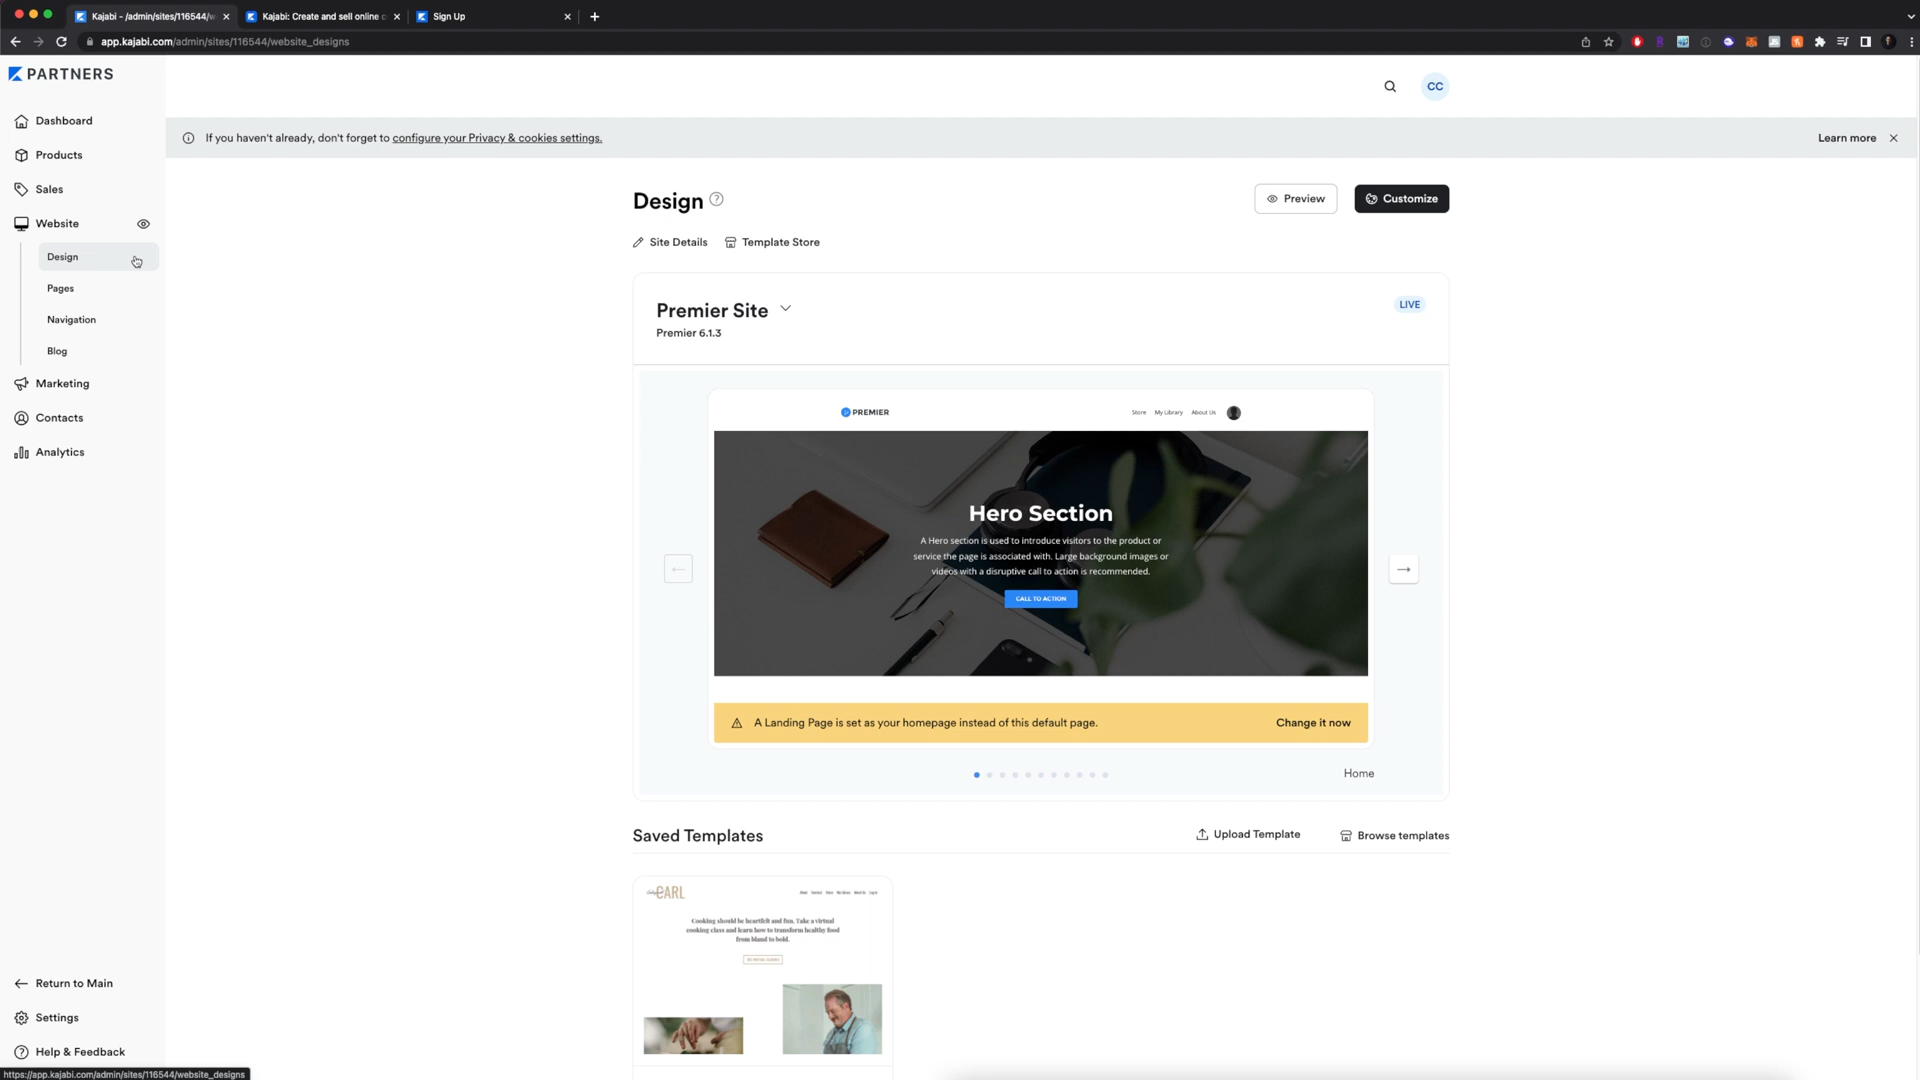 Kajabi - /admin/sites/116544/w
Kajabi: Create and sell online c
Sign Up
app.kajabi.com/admin/sites/116544/website_designs
PARTNERS
CC
Dashboard
Products
Sales
Website
Design
Pages
Navigation
Blog
Marketing
Contacts
Analytics
Return to Main
Settings
Help & Feedback
https://app.kajabi.com/admin/sites/116544/website_designs
If you haven't already, don't forget to configure your Privacy & cookies settings.
Learn more
Design
Preview
Customize
Site Details
Template Store
Premier Site
LIVE
Premier 6.1.3
PREMIER
Store My Library About Us
Hero Section
A Hero section is used to introduce visitors to the product or
service the page is associated with. Large background images or
videos with a disruptive call to action is recommended.
CALL TO ACTION
A Landing Page is set as your homepage instead of this default page.
Change it now
Home
Saved Templates
Upload Template
Browse templates
CARL
Cooking should be heartfelt and fun. Take a virtual
cooking class and learn how to transform healthy food
from bland to bold.